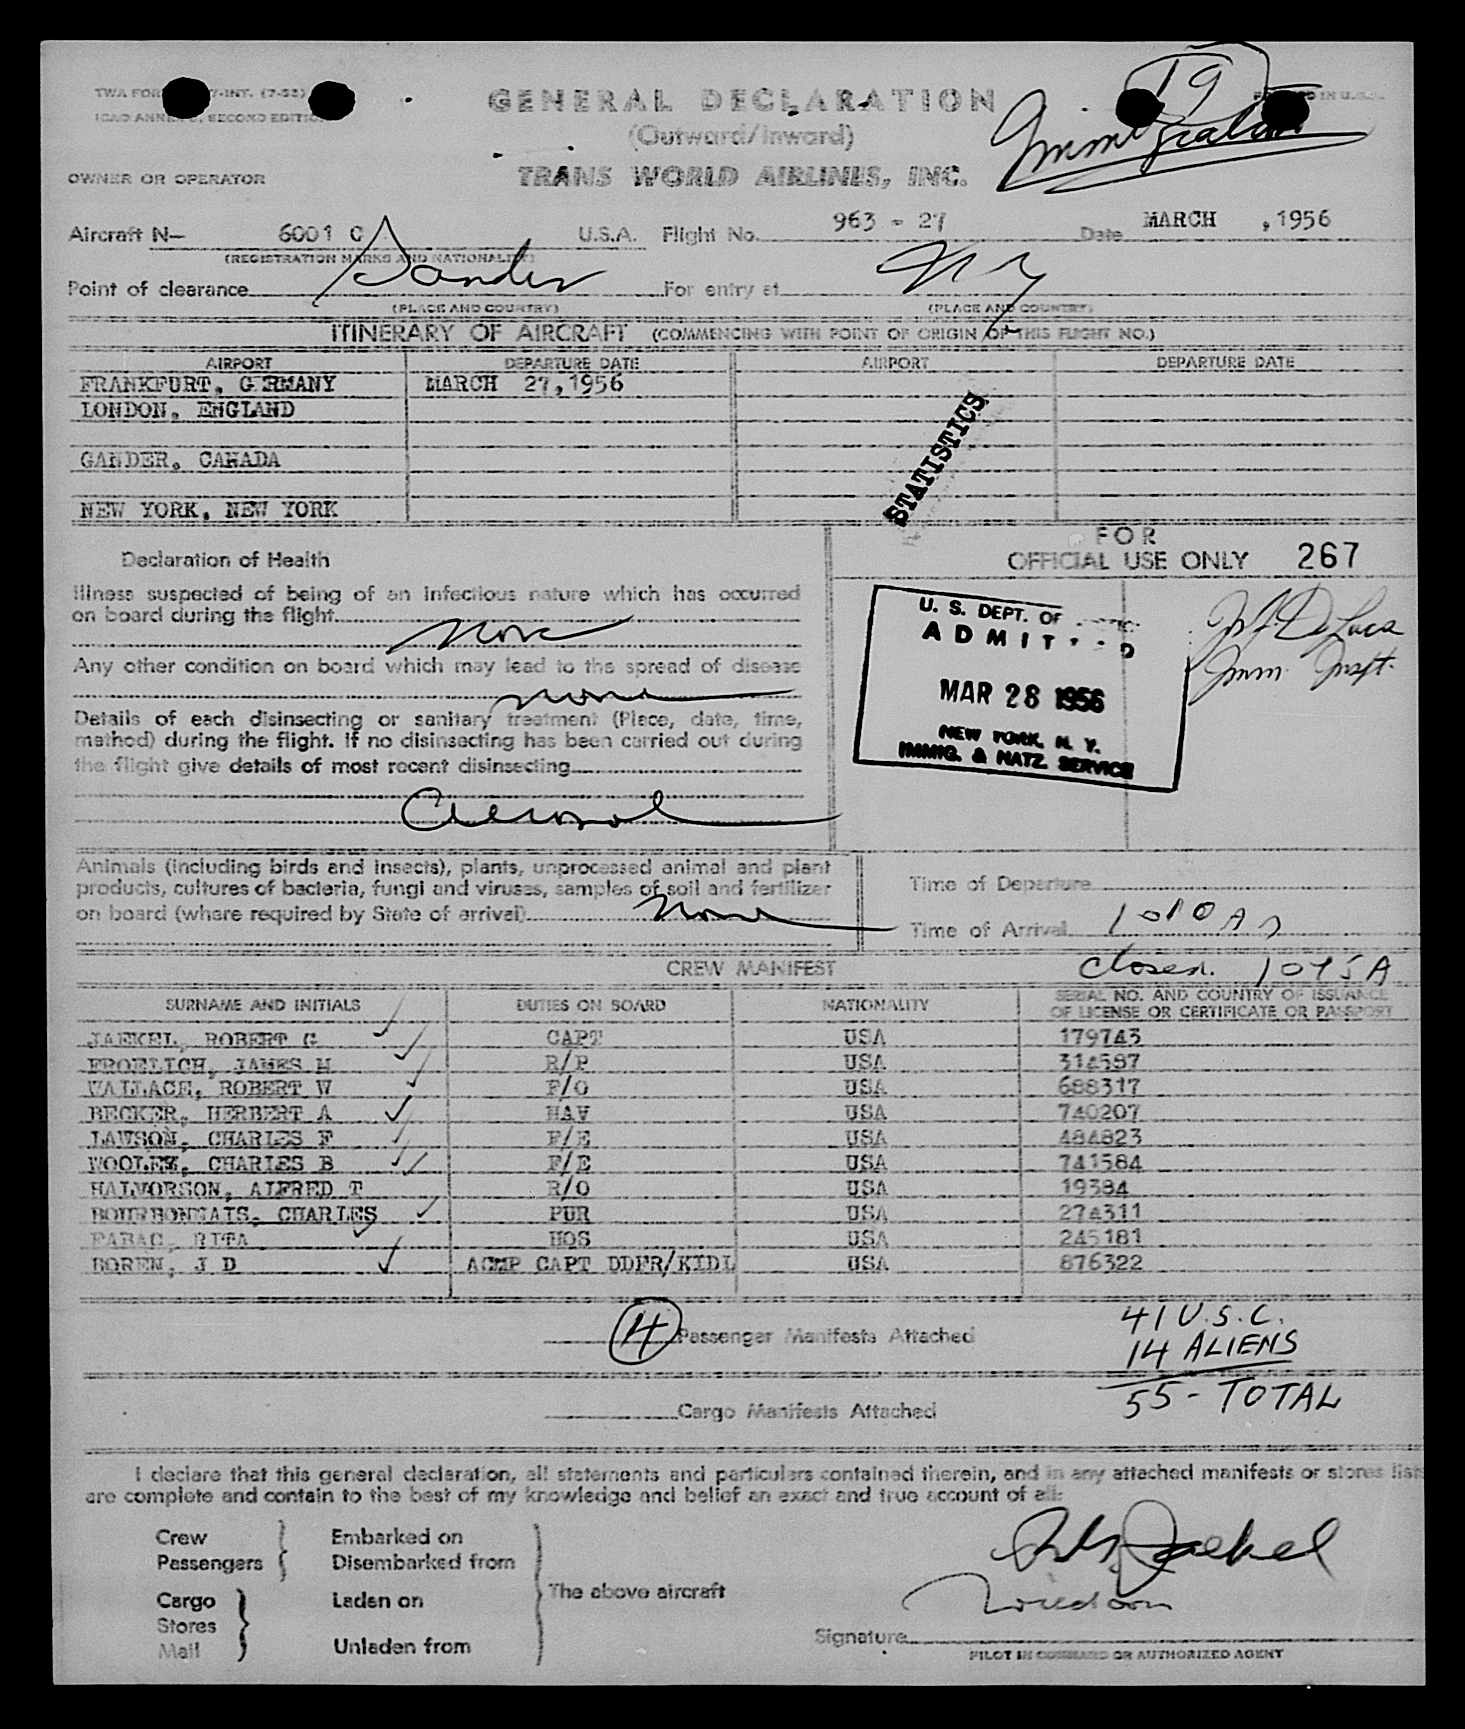 19
GENERAL DECLARATION
(Outward/Inward)
Immigration
TRANS WORLD AIRLINES, INC.
OWNER OR OPERATOR
Aircraft N— 6001 C U.S.A. Flight No. 963 - 27 Date MARCH , 1956
(REGISTRATION MARKS AND NATIONALITY)
Point of clearance Gander For entry at N Y
(PLACE AND COUNTRY) (PLACE AND COUNTRY)
ITINERARY OF AIRCRAFT (COMMENCING WITH POINT OF ORIGIN OF THIS FLIGHT NO.)
AIRPORT DEPARTURE DATE AIRPORT DEPARTURE DATE
FRANKFURT, GERMANY MARCH 27,1956
LONDON, ENGLAND
GANDER, CANADA
NEW YORK, NEW YORK
STATISTICS
FOR
OFFICIAL USE ONLY 267
Declaration of Health
Illness suspected of being of an infectious nature which has occurred
on board during the flight
None
Any other condition on board which may lead to the spread of disease
none
Details of each disinsecting or sanitary treatment (Place, date, time,
method) during the flight. If no disinsecting has been carried out during
the flight give details of most recent disinsecting
Aerosol
U. S. DEPT. OF
ADMITTED
MAR 28 1956
NEW YORK, N. Y.
IMMIG. & NATZ. SERVICE
De Luca
Imm. Inspt.
Animals (including birds and insects), plants, unprocessed animal and plant
products, cultures of bacteria, fungi and viruses, samples of soil and fertilizer
on board (where required by State of arrival) None
Time of Departure
Time of Arrival 1010 A
closed. 1045 A
CREW MANIFEST
SURNAME AND INITIALS DUTIES ON BOARD NATIONALITY SERIAL NO. AND COUNTRY OF ISSUANCE
OF LICENSE OR CERTIFICATE OR PASSPORT
JAEKEL, ROBERT G CAPT USA 179743
FROELICH, JAMES M R/P USA 314587
WALLACE, ROBERT W F/O USA 688317
BECKER, HERBERT A NAV USA 740207
LAWSON, CHARLES F F/E USA 484823
WOOLEY, CHARLES B F/E USA 741584
HALVORSON, ALFRED T R/O USA 19384
BOURBONNAIS, CHARLES PUR USA 274311
FABAC, RITA HOS USA 245181
BOREN, J D ACMP CAPT DDFR/KIDL USA 876322
4 Passenger Manifests Attached
41 U.S.C.
14 ALIENS
55 - TOTAL
Cargo Manifests Attached
I declare that this general declaration, all statements and particulars contained therein, and in any attached manifests or stores lists
are complete and contain to the best of my knowledge and belief an exact and true account of all:
Crew Embarked on
Passengers Disembarked from
Cargo Laden on The above aircraft
Stores
Mail Unladen from
Jaekel
Signature
PILOT IN COMMAND OR AUTHORIZED AGENT